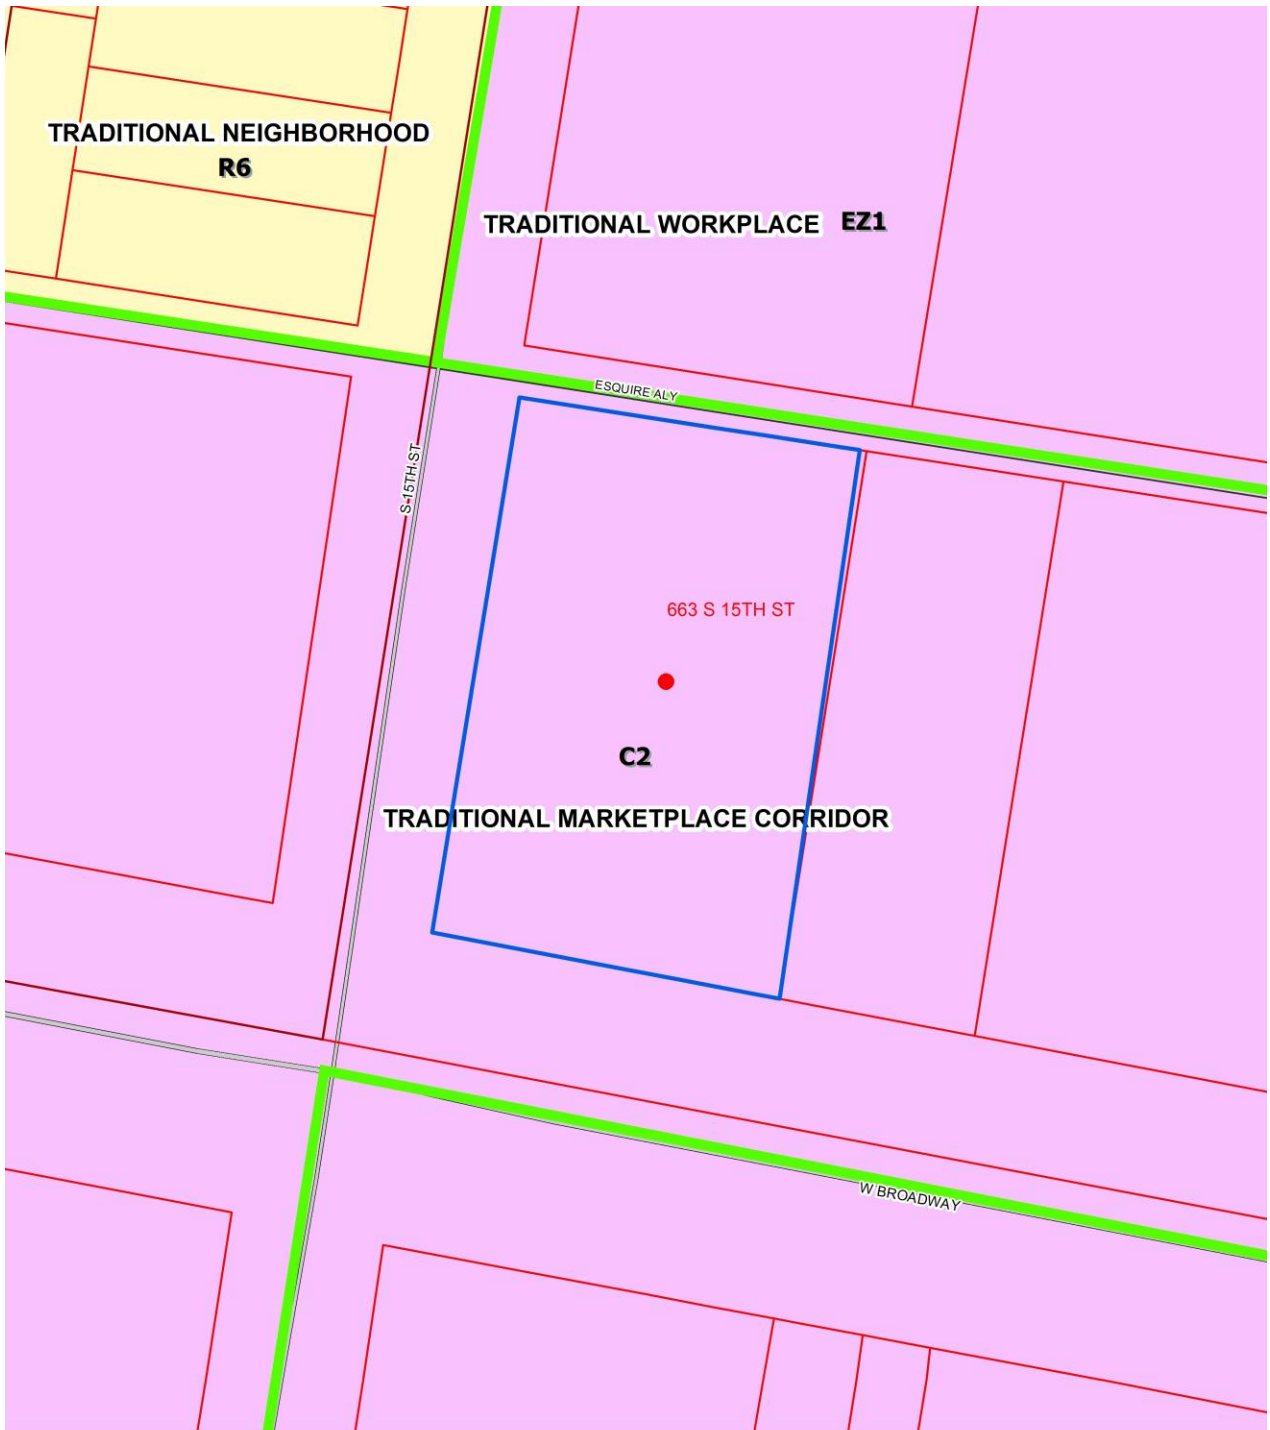 TRADITIONAL NEIGHBORHOOD
R6
TRADITIONAL WORKPLACE EZ1
ESQUIRE ALY
S 15TH ST
663 S 15TH ST
C2
TRADITIONAL MARKETPLACE CORRIDOR
W BROADWAY